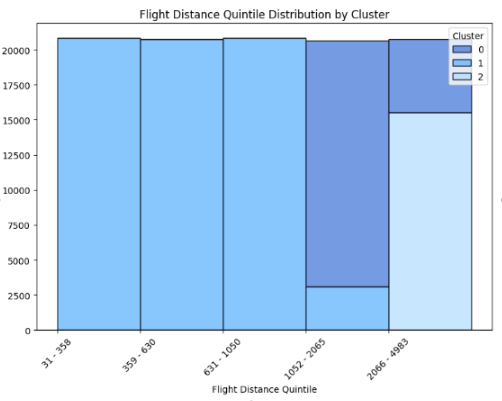 Flight Distance Quintile Distribution by Cluster
Cluster
0
1
2
20000
17500
15000
12500
10000
7500
5000
2500
0
31 - 358
359 - 630
631 - 1050
1052 - 2065
2066 - 4983
Flight Distance Quintile